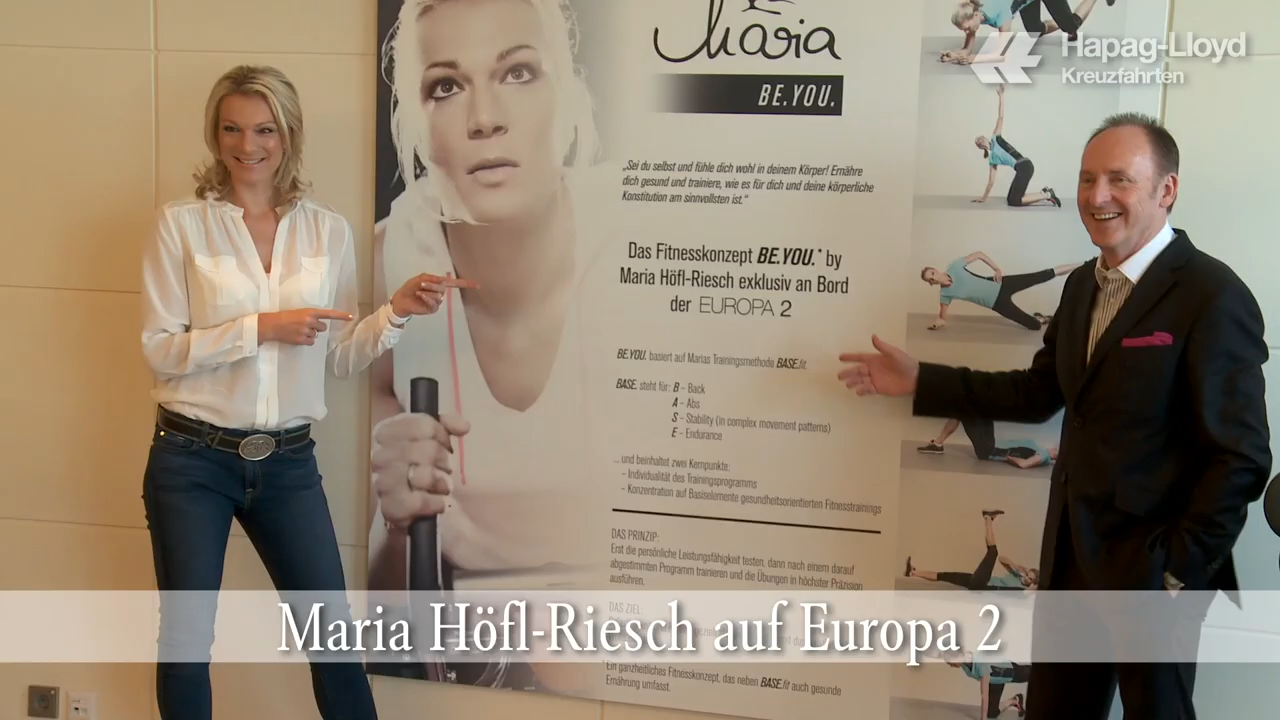 Maria
BE.YOU.
Hapag-Lloyd
Kreuzfahrten
„Sei du selbst und fühle dich wohl in deinem Körper! Ernähre
dich gesund und trainiere, wie es für dich und deine körperliche
Konstitution am sinnvollsten ist."
Das Fitnesskonzept BE.YOU.* by
Maria Höfl-Riesch exklusiv an Bord
der EUROPA 2
BE.YOU. basiert auf Marias Trainingsmethode BASE.fit
BASE. steht für: B – Back
A – Abs
S – Stability (in complex movement patterns)
E – Endurance
... und beinhaltet zwei Kernpunkte:
– Individualität des Trainingsprogramms
– Konzentration auf Basiselemente gesundheitsorientierten Fitnesstrainings
DAS PRINZIP:
Erst die persönliche Leistungsfähigkeit testen, dann nach einem darauf
abgestimmten Programm trainieren und die Übungen in höchster Präzision
ausführen.
DAS ZIEL:
Maria Höfl-Riesch auf Europa 2
* Ein ganzheitliches Fitnesskonzept, das neben BASE.fit auch gesunde
Ernährung umfasst.